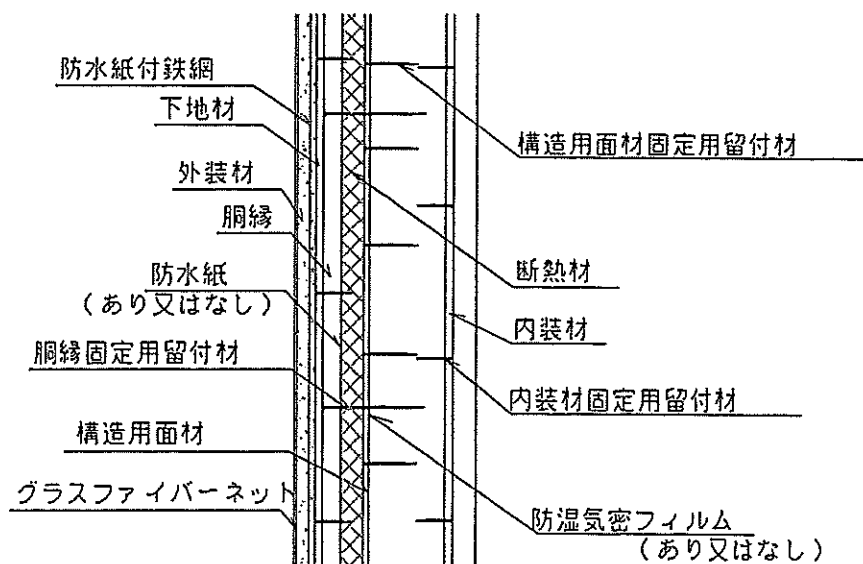 防水紙付鉄網
下地材
外装材
胴縁
防水紙
(あり又はなし)
胴縁固定用留付材
構造用面材
グラスファイバーネット
構造用面材固定用留付材
断熱材
内装材
内装材固定用留付材
防湿気密フィルム
(あり又はなし)